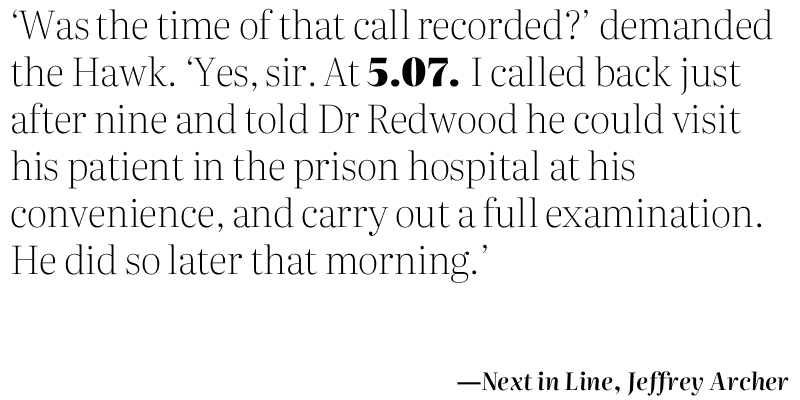 ‘Was the time of that call recorded?’ demanded
the Hawk. ‘Yes, sir. At 5.07. I called back just
after nine and told Dr Redwood he could visit
his patient in the prison hospital at his
convenience, and carry out a full examination.
He did so later that morning.’
—Next in Line, Jeffrey Archer